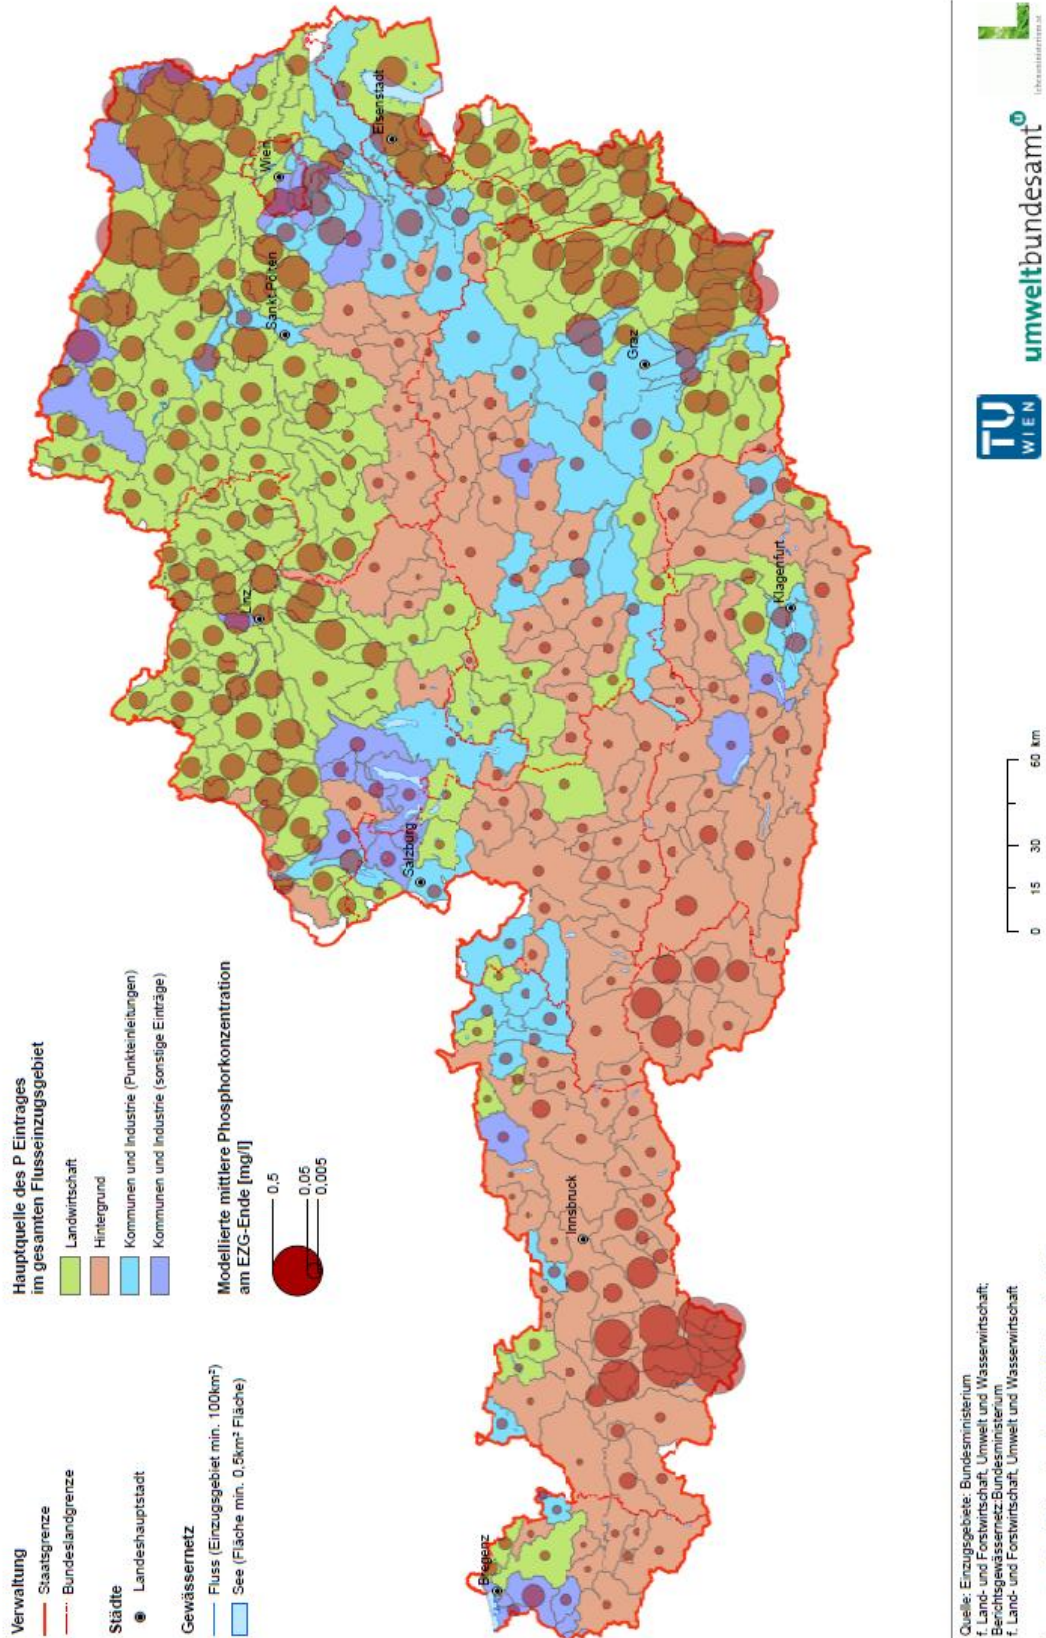 Verwaltung
Staatsgrenze
Bundeslandgrenze
Städte
Landeshauptstadt
Gewässernetz
Fluss (Einzugsgebiet min. 100km²)
See (Fläche min. 0,5km² Fläche)
Hauptquelle des P Eintrages
im gesamten Flusseinzugsgebiet
Landwirtschaft
Hintergrund
Kommunen und Industrie (Punkteinleitungen)
Kommunen und Industrie (sonstige Einträge)
Modellierte mittlere Phosphorkonzentration
am EZG-Ende [mg/l]
0,5
0,05
0,005
Bregenz
Innsbruck
Salzburg
Linz
Sankt Pölten
Wien
Eisenstadt
Graz
Klagenfurt
Quelle: Einzugsgebiete: Bundesministerium
f. Land- und Forstwirtschaft, Umwelt und Wasserwirtschaft;
Berichtsgewässernetz:Bundesministerium
f. Land- und Forstwirtschaft, Umwelt und Wasserwirtschaft
0 15 30 60 km
TU
WIEN
umweltbundesamt
lebensministerium.at